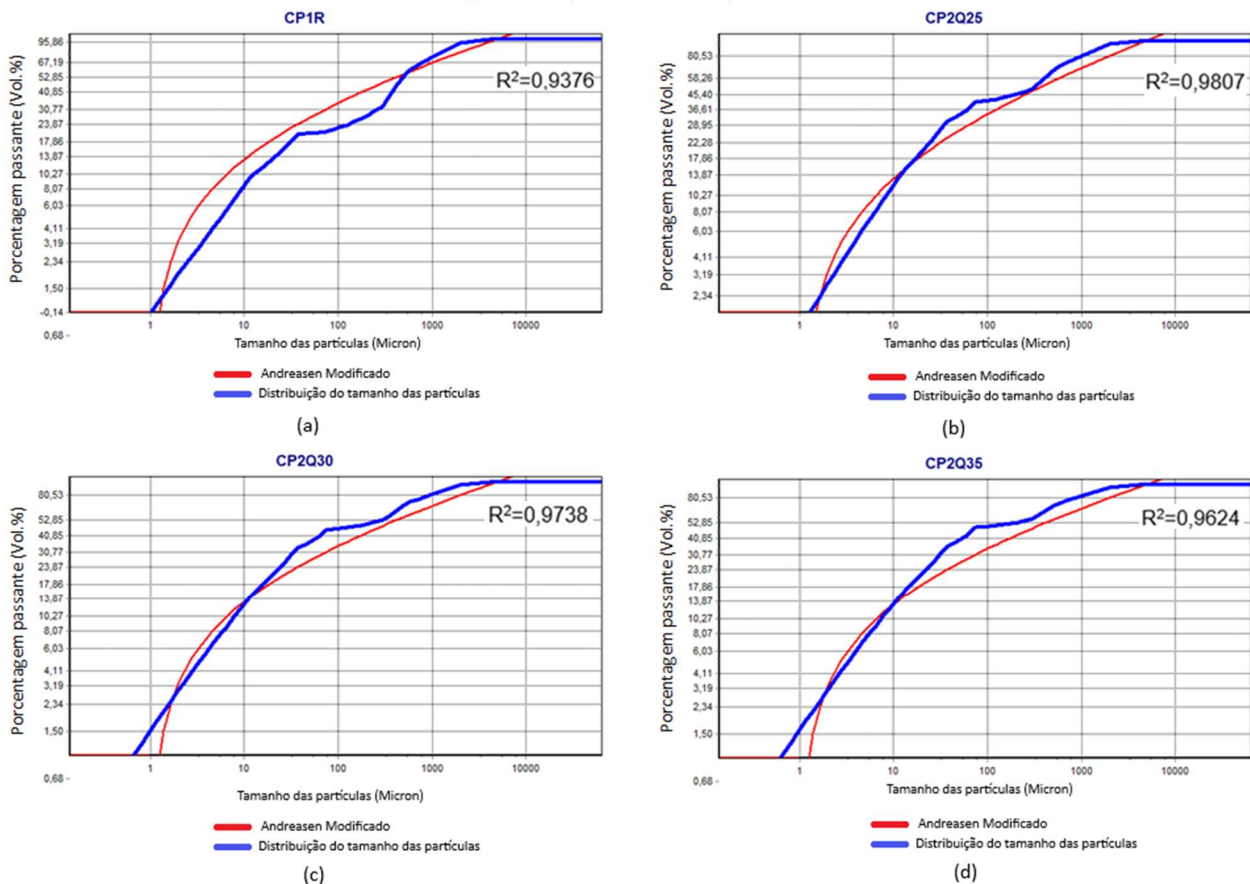 CP1R
Porcentagem passante (Vol.%)
95,86
67,19
52,85
40,85
30,77
23,87
17,86
13,87
10,27
8,07
6,03
4,11
3,19
2,34
1,50
-0,14
0,68
R²=0,9376
1 10 100 1000 10000
Tamanho das partículas (Micron)
Andreasen Modificado
Distribuição do tamanho das partículas
(a)
CP2Q25
Porcentagem passante (Vol.%)
80,53
58,26
45,40
36,61
28,95
22,28
17,86
13,87
10,27
8,07
6,03
4,11
3,19
2,34
R²=0,9807
1 10 100 1000 10000
Tamanho das partículas (Micron)
Andreasen Modificado
Distribuição do tamanho das partículas
(b)
CP2Q30
Porcentagem passante (Vol.%)
80,53
52,85
40,85
30,77
23,87
17,86
13,87
10,27
8,07
6,03
4,11
3,19
2,34
1,50
0,68
R²=0,9738
1 10 100 1000 10000
Tamanho das partículas (Micron)
Andreasen Modificado
Distribuição do tamanho das partículas
(c)
CP2Q35
Porcentagem passante (Vol.%)
80,53
52,85
40,85
30,77
23,87
17,86
13,87
10,27
8,07
6,03
4,11
3,19
2,34
1,50
0,68
R²=0,9624
1 10 100 1000 10000
Tamanho das partículas (Micron)
Andreasen Modificado
Distribuição do tamanho das partículas
(d)